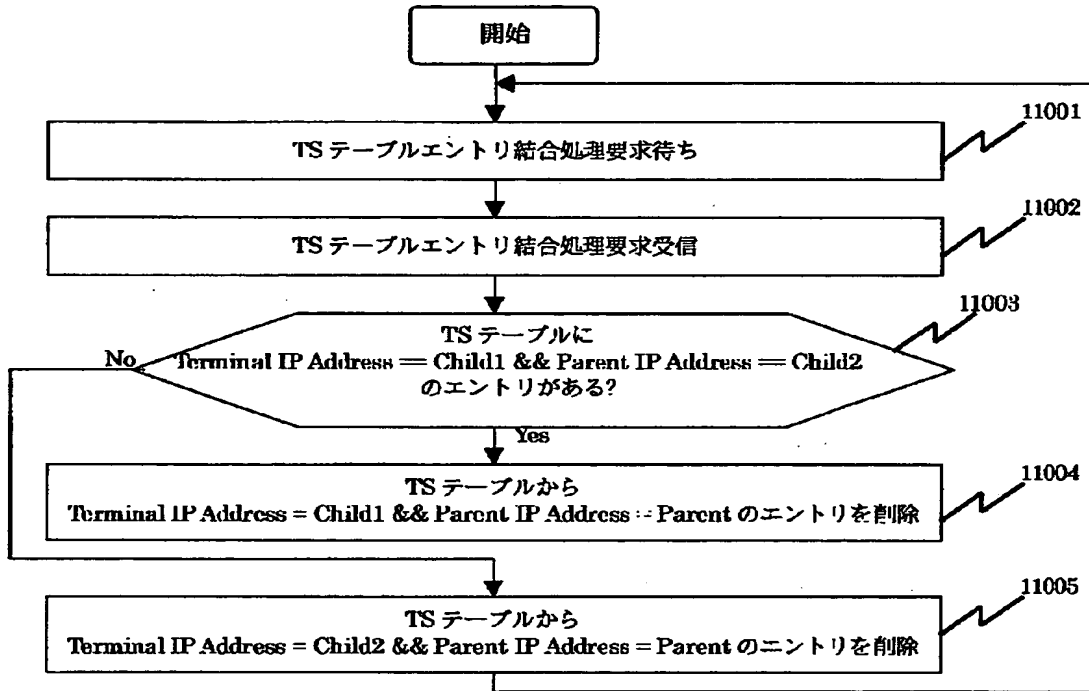 開始
11001
TS テーブルエントリ結合処理要求待ち
11002
TS テーブルエントリ結合処理要求受信
11003
TS テーブルに
No
Terminal IP Address == Child1 && Parent IP Address == Child2
のエントリがある?
Yes
11004
TS テーブルから
Terminal IP Address = Child1 && Parent IP Address = Parent のエントリを削除
11005
TS テーブルから
Terminal IP Address = Child2 && Parent IP Address = Parent のエントリを削除